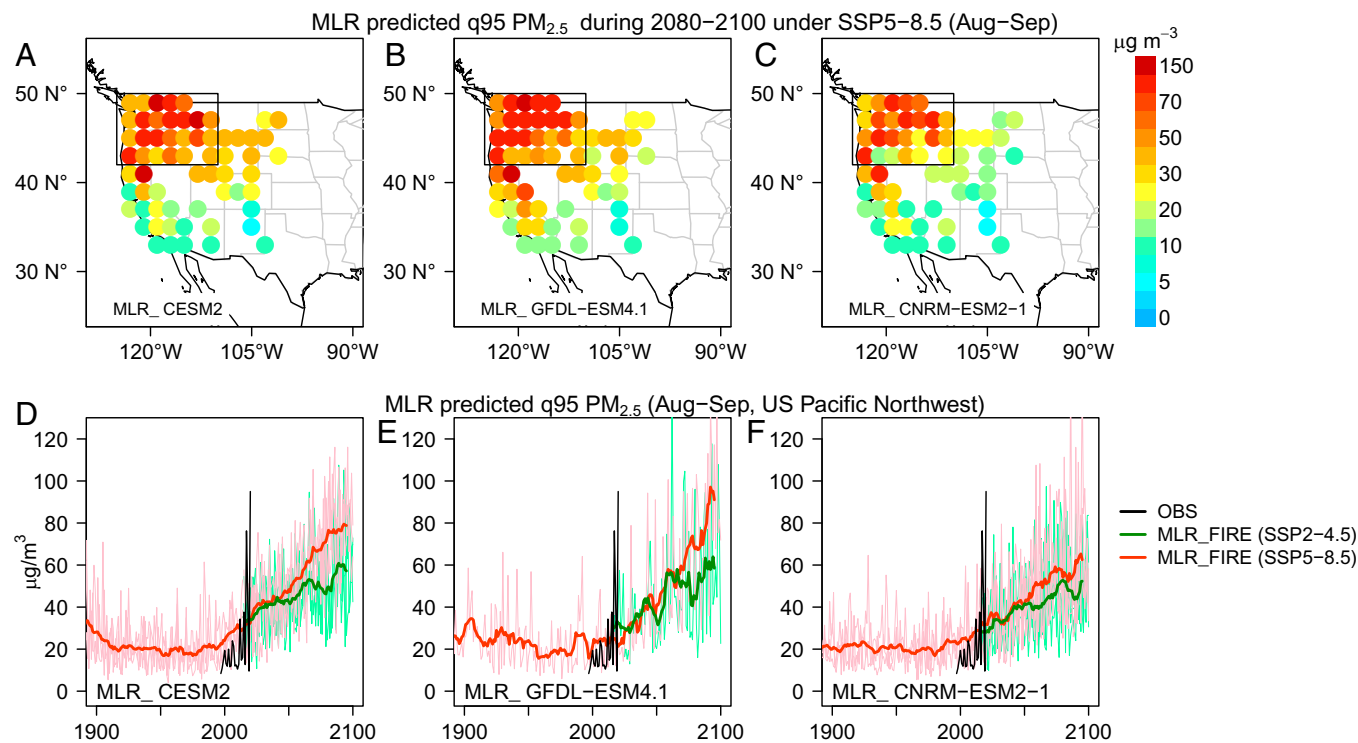 MLR predicted q95 PM2.5 during 2080−2100 under SSP5−8.5 (Aug−Sep)
A
B
C
µg m−3
50 N°
40 N°
30 N°
MLR_ CESM2
120°W
105°W
90°W
50 N°
40 N°
30 N°
MLR_ GFDL−ESM4.1
120°W
105°W
90°W
50 N°
40 N°
30 N°
MLR_ CNRM−ESM2−1
120°W
105°W
90°W
150
70
50
30
20
10
5
0
MLR predicted q95 PM2.5 (Aug−Sep, US Pacific Northwest)
D
E
F
µg/m3
120
100
80
60
40
20
0
MLR_ CESM2
1900
2000
2100
120
100
80
60
40
20
0
MLR_ GFDL−ESM4.1
1900
2000
2100
120
100
80
60
40
20
0
MLR_ CNRM−ESM2−1
1900
2000
2100
OBS
MLR_FIRE (SSP2−4.5)
MLR_FIRE (SSP5−8.5)